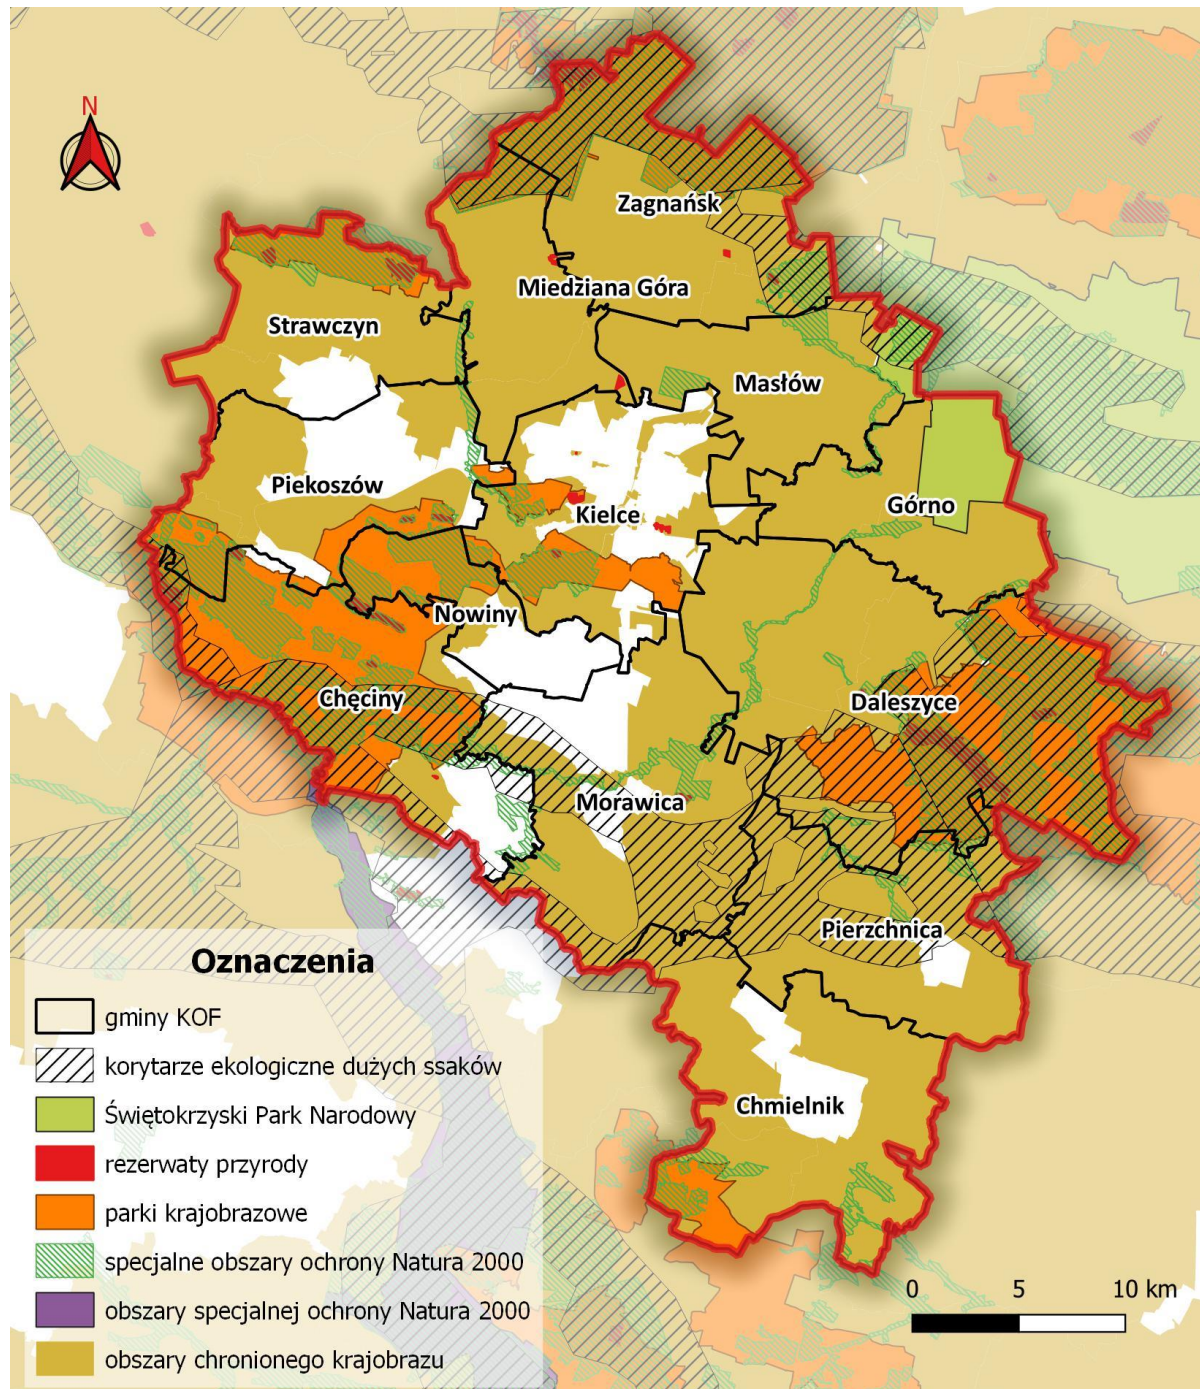 N
Zagnańsk
Miedziana Góra
Strawczyn
Masłów
Piekoszów
Kielce
Górno
Nowiny
Chęciny
Daleszyce
Morawica
Pierzchnica
Chmielnik
Oznaczenia
gminy KOF
korytarze ekologiczne dużych ssaków
Świętokrzyski Park Narodowy
rezerwaty przyrody
parki krajobrazowe
specjalne obszary ochrony Natura 2000
obszary specjalnej ochrony Natura 2000
obszary chronionego krajobrazu
0 5 10 km